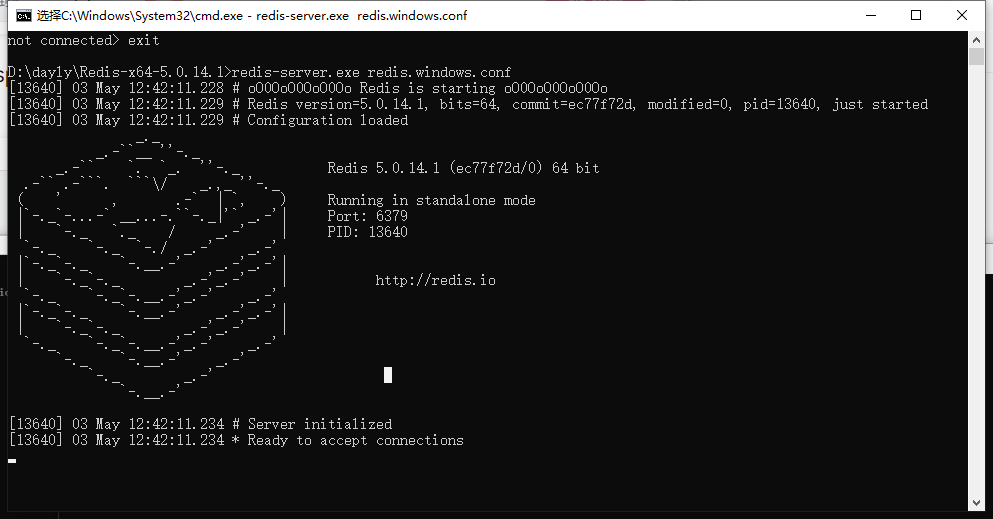 选择C:\Windows\System32\cmd.exe - redis-server.exe redis.windows.conf
not connected> exit
D:\dayly\Redis-x64-5.0.14.1>redis-server.exe redis.windows.conf
[13640] 03 May 12:42:11.228 # oO0OoO0OoO0Oo Redis is starting oO0OoO0OoO0Oo
[13640] 03 May 12:42:11.229 # Redis version=5.0.14.1, bits=64, commit=ec77f72d, modified=0, pid=13640, just started
[13640] 03 May 12:42:11.229 # Configuration loaded
Redis 5.0.14.1 (ec77f72d/0) 64 bit
Running in standalone mode
Port: 6379
PID: 13640
http://redis.io
[13640] 03 May 12:42:11.234 # Server initialized
[13640] 03 May 12:42:11.234 * Ready to accept connections